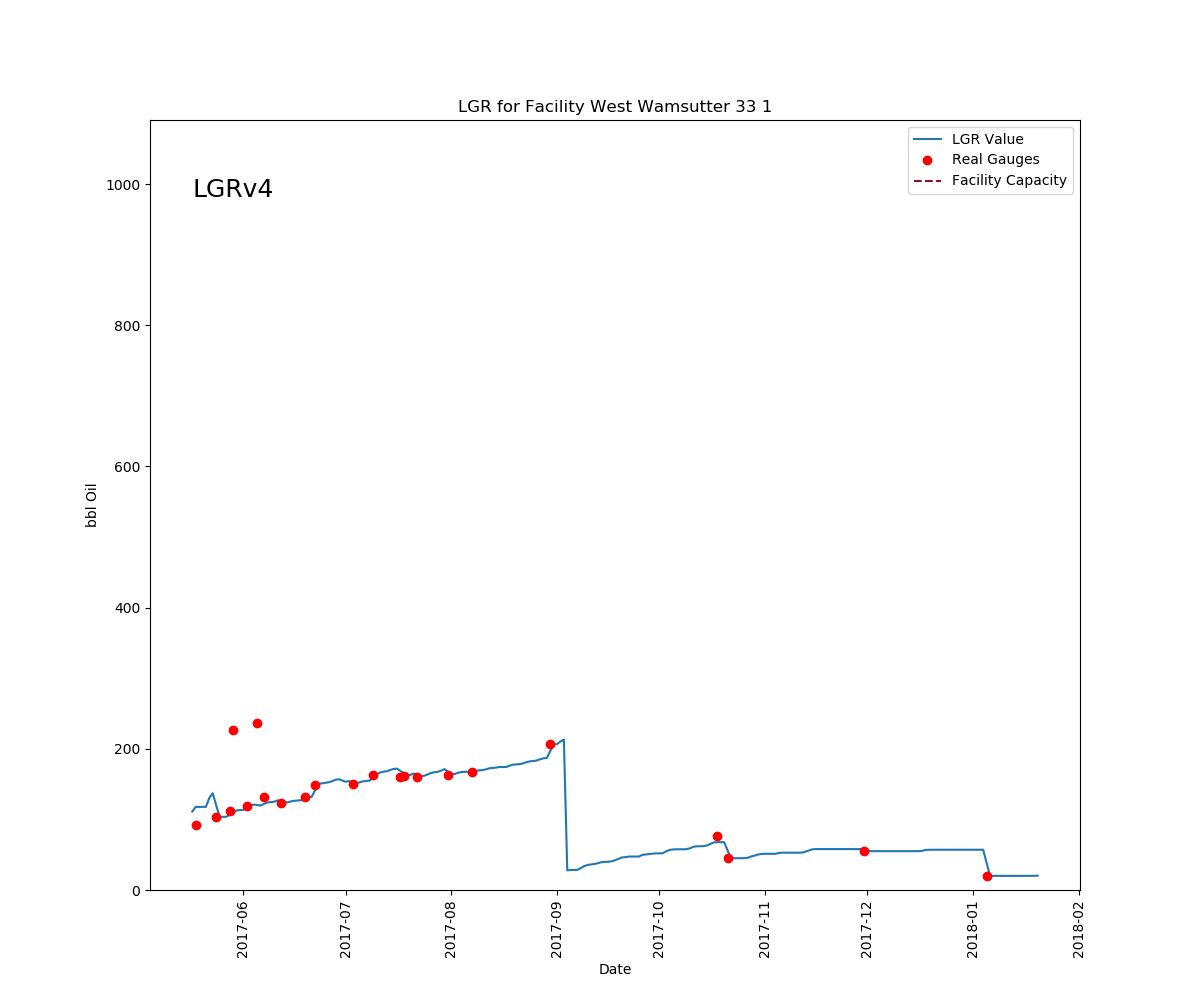 LGR for Facility West Wamsutter 33 1
LGR Value
Real Gauges
Facility Capacity
LGRv4
1000
800
600
400
200
0
bbl Oil
2017-06
2017-07
2017-08
2017-09
2017-10
2017-11
2017-12
2018-01
2018-02
Date